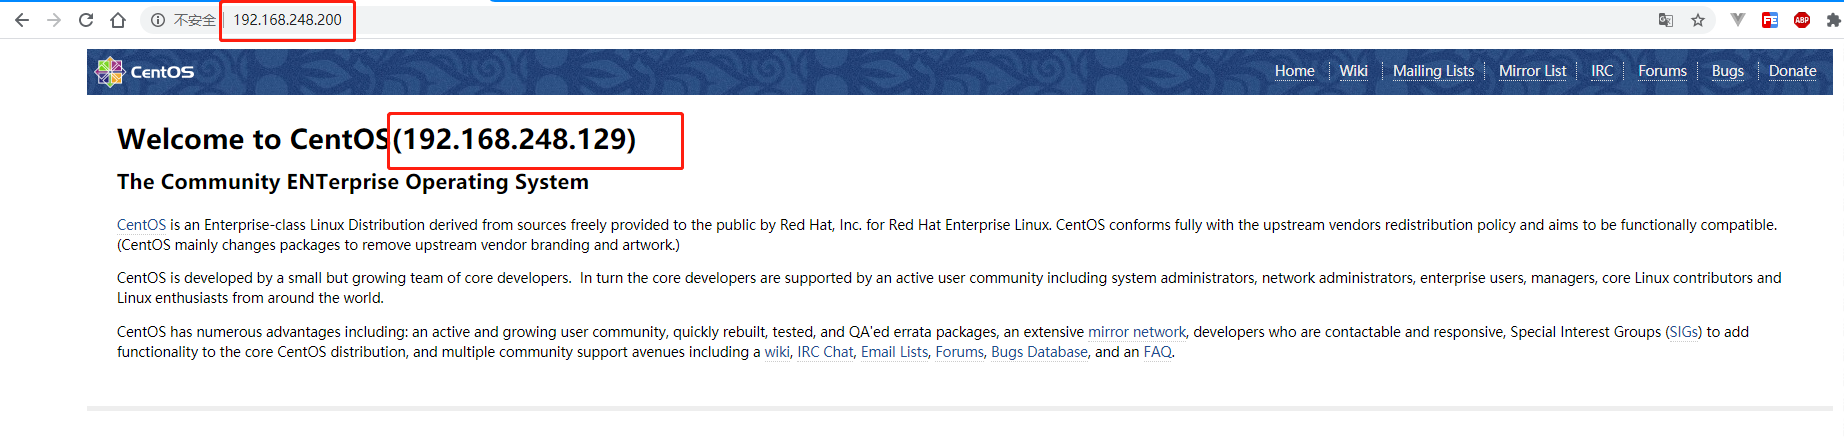 不安全 192.168.248.200
CentOS Home Wiki Mailing Lists Mirror List IRC Forums Bugs Donate
Welcome to CentOS(192.168.248.129)
The Community ENTerprise Operating System
CentOS is an Enterprise-class Linux Distribution derived from sources freely provided to the public by Red Hat, Inc. for Red Hat Enterprise Linux. CentOS conforms fully with the upstream vendors redistribution policy and aims to be functionally compatible.
(CentOS mainly changes packages to remove upstream vendor branding and artwork.)
CentOS is developed by a small but growing team of core developers.  In turn the core developers are supported by an active user community including system administrators, network administrators, enterprise users, managers, core Linux contributors and
Linux enthusiasts from around the world.
CentOS has numerous advantages including: an active and growing user community, quickly rebuilt, tested, and QA'ed errata packages, an extensive mirror network, developers who are contactable and responsive, Special Interest Groups (SIGs) to add
functionality to the core CentOS distribution, and multiple community support avenues including a wiki, IRC Chat, Email Lists, Forums, Bugs Database, and an FAQ.